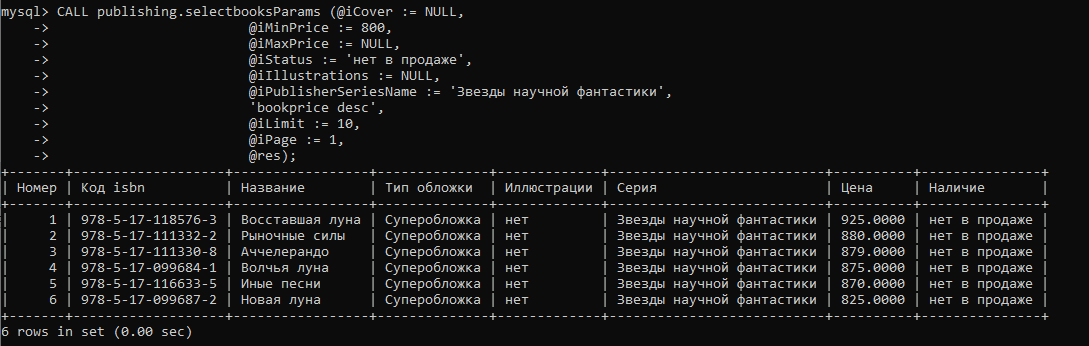 mysql> CALL publishing.selectbooksParams (@iCover := NULL,
    ->                           @iMinPrice := 800,
    ->                           @iMaxPrice := NULL,
    ->                           @iStatus := 'нет в продаже',
    ->                           @iIllustrations := NULL,
    ->                           @iPublisherSeriesName := 'Звезды научной фантастики',
    ->                           'bookprice desc',
    ->                           @iLimit := 10,
    ->                           @iPage := 1,
    ->                           @res);
+-------+-------------------+-----------------+--------------+-------------+---------------------------+----------+---------------+
| Номер | Код isbn          | Название        | Тип обложки  | Иллюстрации | Серия                     | Цена     | Наличие       |
+-------+-------------------+-----------------+--------------+-------------+---------------------------+----------+---------------+
|     1 | 978-5-17-118576-3 | Восставшая луна | Суперобложка | нет         | Звезды научной фантастики | 925.0000 | нет в продаже |
|     2 | 978-5-17-111332-2 | Рыночные силы   | Суперобложка | нет         | Звезды научной фантастики | 880.0000 | нет в продаже |
|     3 | 978-5-17-111330-8 | Аччелерандо     | Суперобложка | нет         | Звезды научной фантастики | 879.0000 | нет в продаже |
|     4 | 978-5-17-099684-1 | Волчья луна     | Суперобложка | нет         | Звезды научной фантастики | 875.0000 | нет в продаже |
|     5 | 978-5-17-116633-5 | Иные песни      | Суперобложка | нет         | Звезды научной фантастики | 870.0000 | нет в продаже |
|     6 | 978-5-17-099687-2 | Новая луна      | Суперобложка | нет         | Звезды научной фантастики | 825.0000 | нет в продаже |
+-------+-------------------+-----------------+--------------+-------------+---------------------------+----------+---------------+
6 rows in set (0.00 sec)